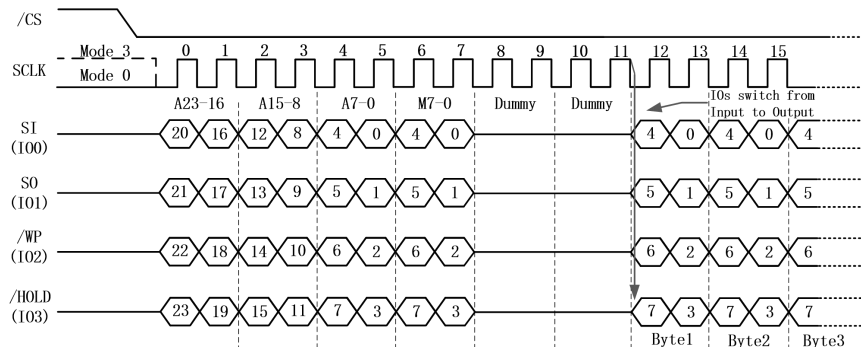 /CS
Mode 3 0 1 2 3 4 5 6 7 8 9 10 11 12 13 14 15
SCLK
Mode 0
A23-16 A15-8 A7-0 M7-0 Dummy Dummy
IOs switch from
Input to Output
SI
(IO0)
20 16 12 8 4 0 4 0 4 0 4 0 4
SO
(IO1)
21 17 13 9 5 1 5 1 5 1 5 1 5
/WP
(IO2)
22 18 14 10 6 2 6 2 6 2 6 2 6
/HOLD
(IO3)
23 19 15 11 7 3 7 3 7 3 7 3 7
Byte1 Byte2 Byte3